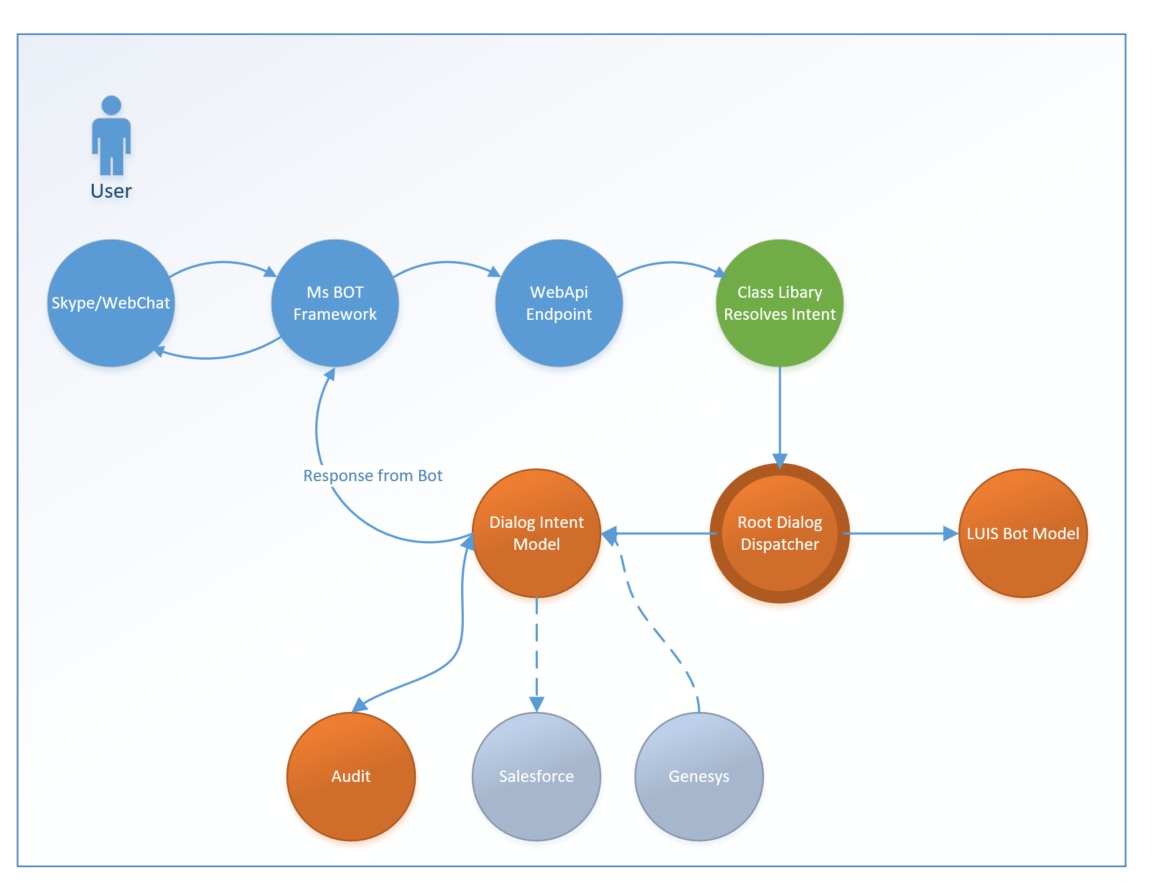 User
Skype/WebChat
Ms BOT
Framework
WebApi
Endpoint
Class Libary
Resolves Intent
Response from Bot
Dialog Intent
Model
Root Dialog
Dispatcher
LUIS Bot Model
Audit
Salesforce
Genesys